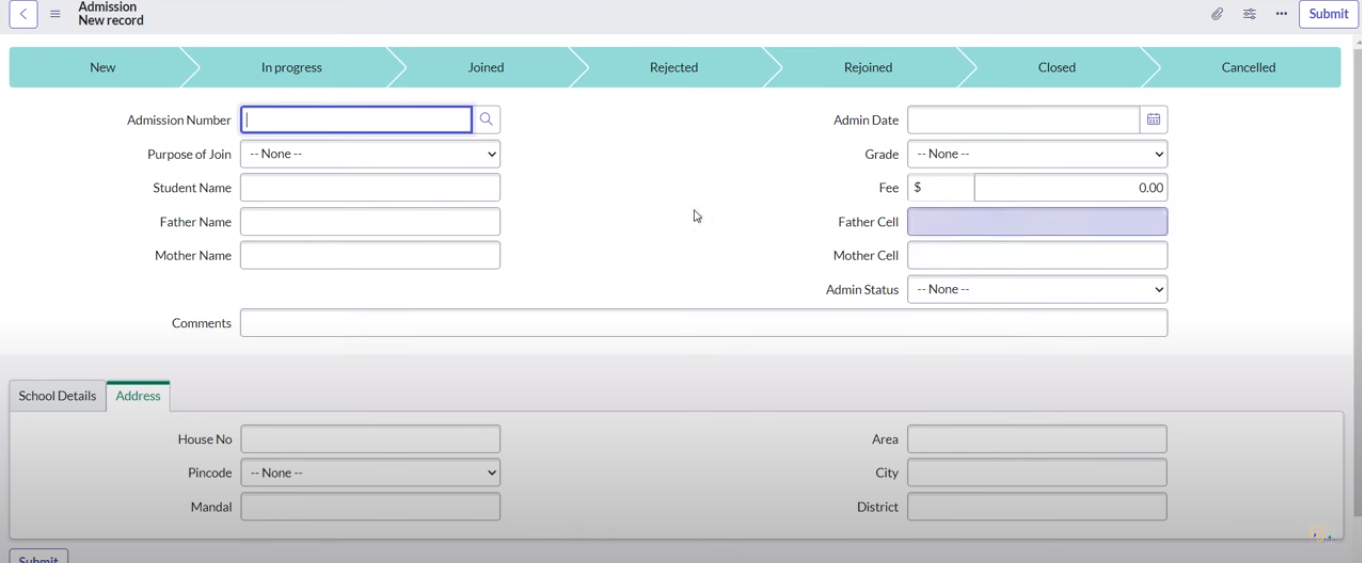 Admission
New record
Submit
New In progress Joined Rejected Rejoined Closed Cancelled
Admission Number Admin Date
Purpose of Join -- None -- Grade -- None --
Student Name Fee $ 0.00
Father Name Father Cell
Mother Name Mother Cell
Admin Status -- None --
Comments
School Details Address
House No Area
Pincode -- None -- City
Mandal District
Submit